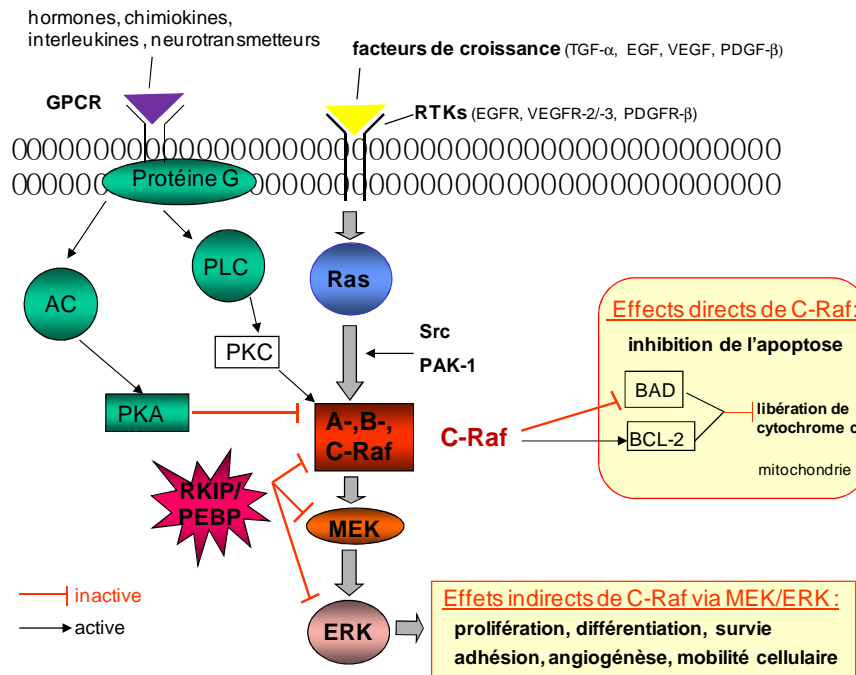 hormones, chimiokines,
interleukines , neurotransmetteurs
facteurs de croissance (TGF-α, EGF, VEGF, PDGF-β)
GPCR
RTKs (EGFR, VEGFR-2/-3, PDGFR-β)
Protéine G
PLC
Ras
AC
Effects directs de C-Raf:
Src
inhibition de l'apoptose
PKC
PAK-1
BAD
PKA
A-,B-,
C-Raf
C-Raf
libération de
cytochrome c
BCL-2
mitochondrie
RKIP/
PEBP
MEK
inactive
active
ERK
Effets indirects de C-Raf via MEK/ERK :
prolifération, différentiation, survie
adhésion, angiogénèse, mobilité cellulaire